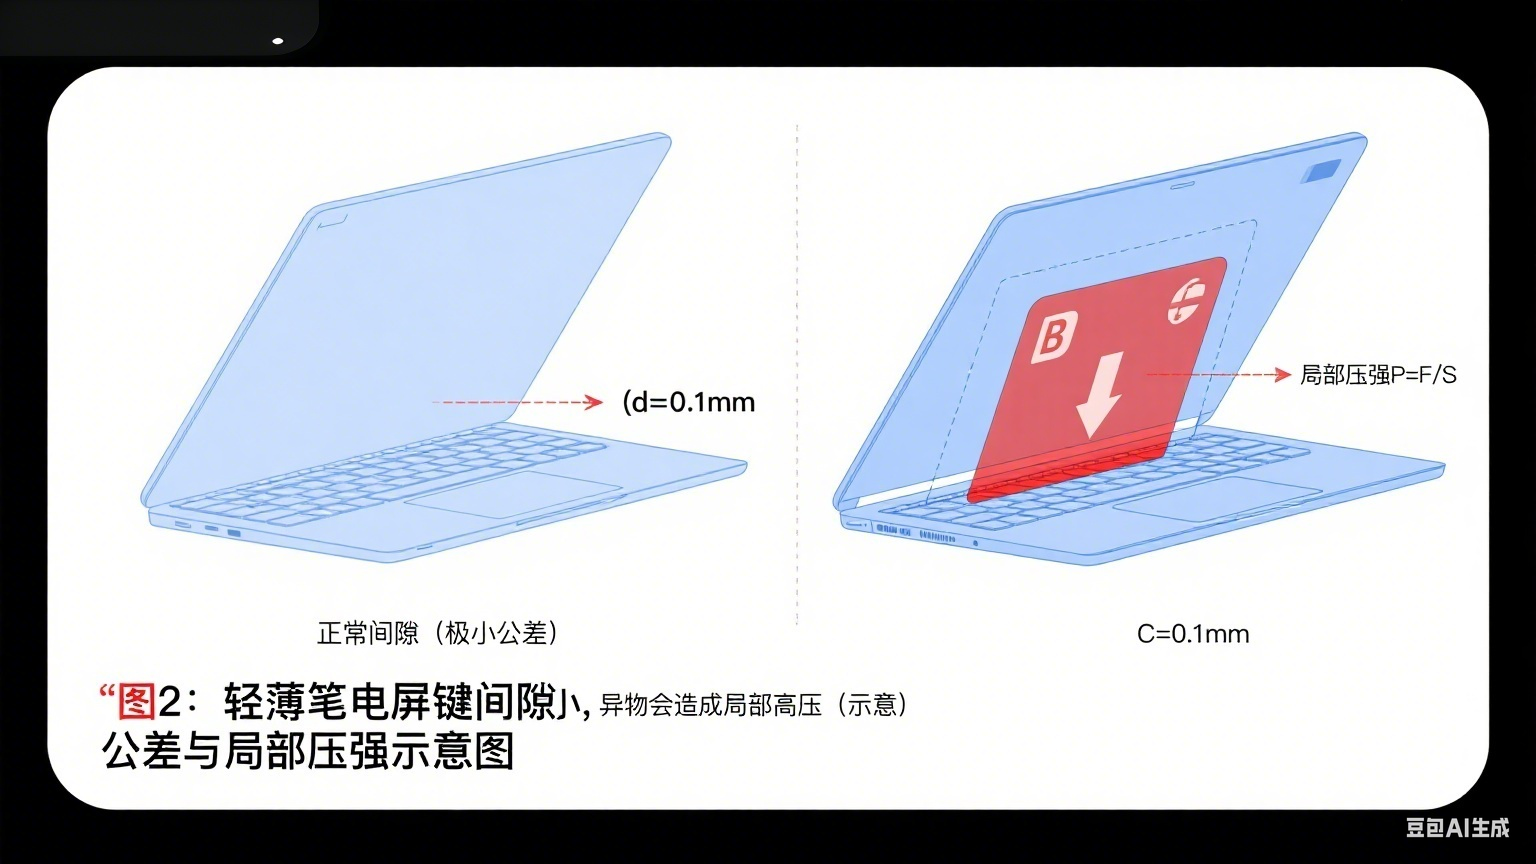 (d=0.1mm
B
局部压强P=F/S
正常间隙（极小公差）
C=0.1mm
“图2：轻薄笔电屏键间隙小, 异物会造成局部高压（示意）
公差与局部压强示意图
豆包AI生成